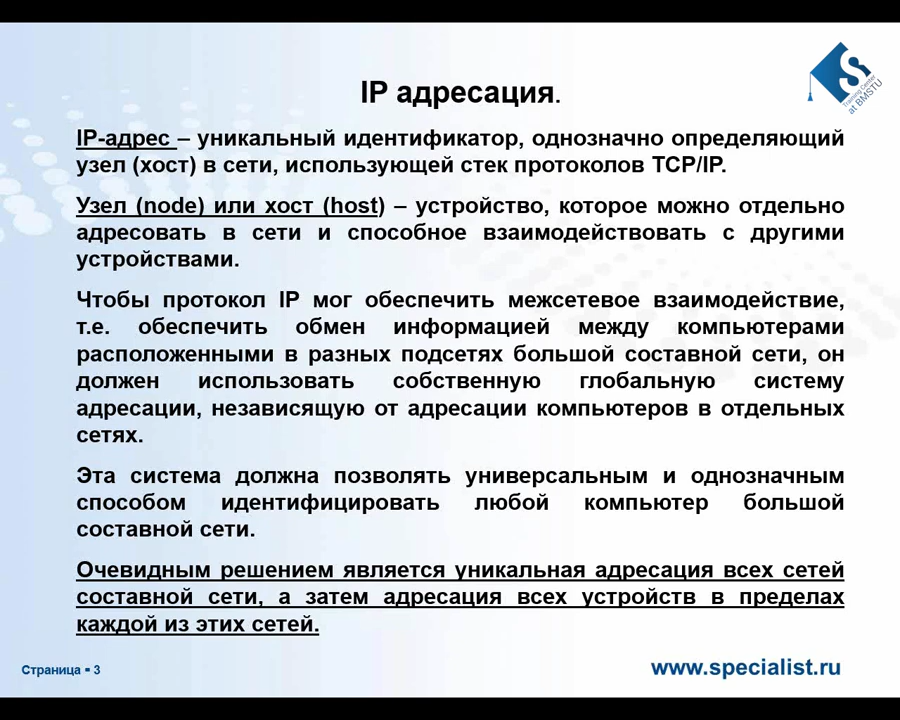 IP адресация.
Training Center
at BMSTU
IP-адрес – уникальный идентификатор, однозначно определяющий
узел (хост) в сети, использующей стек протоколов TCP/IP.
Узел (node) или хост (host) – устройство, которое можно отдельно
адресовать в сети и способное взаимодействовать с другими
устройствами.
Чтобы протокол IP мог обеспечить межсетевое взаимодействие,
т.е. обеспечить обмен информацией между компьютерами
расположенными в разных подсетях большой составной сети, он
должен использовать собственную глобальную систему
адресации, независящую от адресации компьютеров в отдельных
сетях.
Эта система должна позволять универсальным и однозначным
способом идентифицировать любой компьютер большой
составной сети.
Очевидным решением является уникальная адресация всех сетей
составной сети, а затем адресация всех устройств в пределах
каждой из этих сетей.
Страница ▪ 3
www.specialist.ru